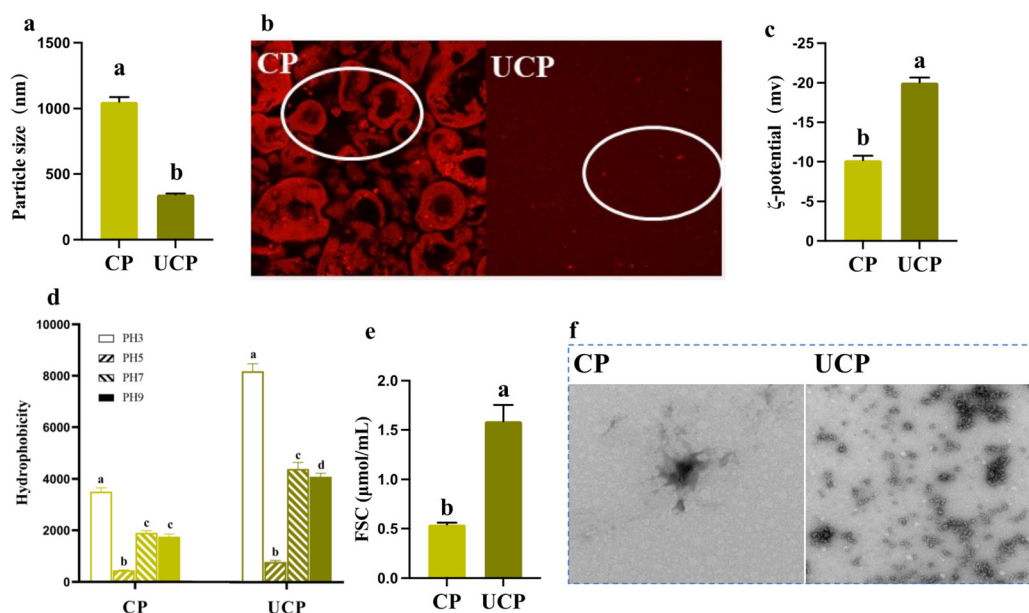 a
Particle size（nm）
1500
1000
500
0
a
b
CP
UCP
b
CP
UCP
c
ζ-potential（mv）
-25
-20
-15
-10
-5
0
b
a
CP
UCP
d
Hydrophobicity
10000
8000
6000
4000
2000
0
PH3
PH5
PH7
PH9
a
b
c
c
a
b
c
d
CP
UCP
e
FSC (μmol/mL)
2.0
1.5
1.0
0.5
0.0
b
a
CP
UCP
f
CP
UCP